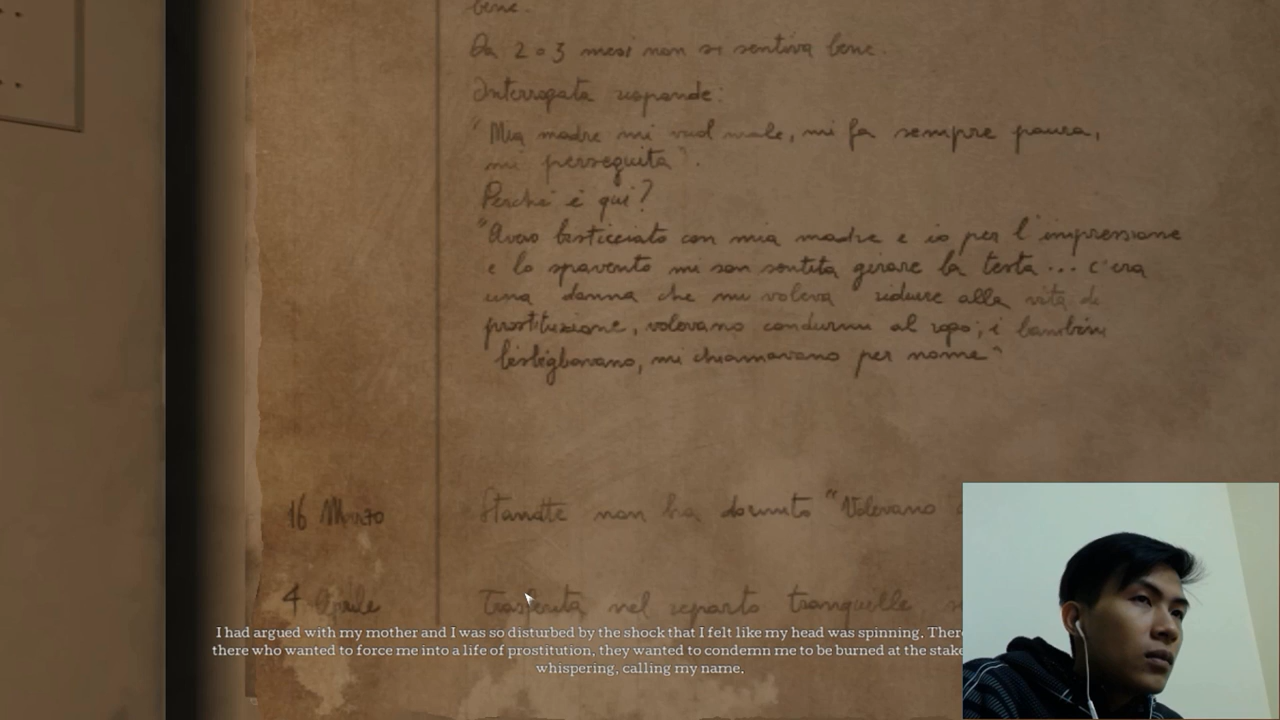 bene.
Da 2 o 3 mesi non si sentiva bene.
Interrogata risponde:
"Mia madre mi vuol male, mi fa sempre paura,
mi perseguita".
Perché è qui?
"Avevo bisticciato con mia madre e io per l'impressione
e lo spavento mi son sentita girare la testa... c'era
una donna che mi voleva ridurre alla vita di
prostituzione, volevano condurmi al rogo; i bambini
bisbigliavano, mi chiamavano per nome"
16 Marzo
Stanotte non ha dormito "Volevano
4 Aprile
Trasferita nel reparto tranquille,
I had argued with my mother and I was so disturbed by the shock that I felt like my head was spinning. There
there who wanted to force me into a life of prostitution, they wanted to condemn me to be burned at the stake
whispering, calling my name.